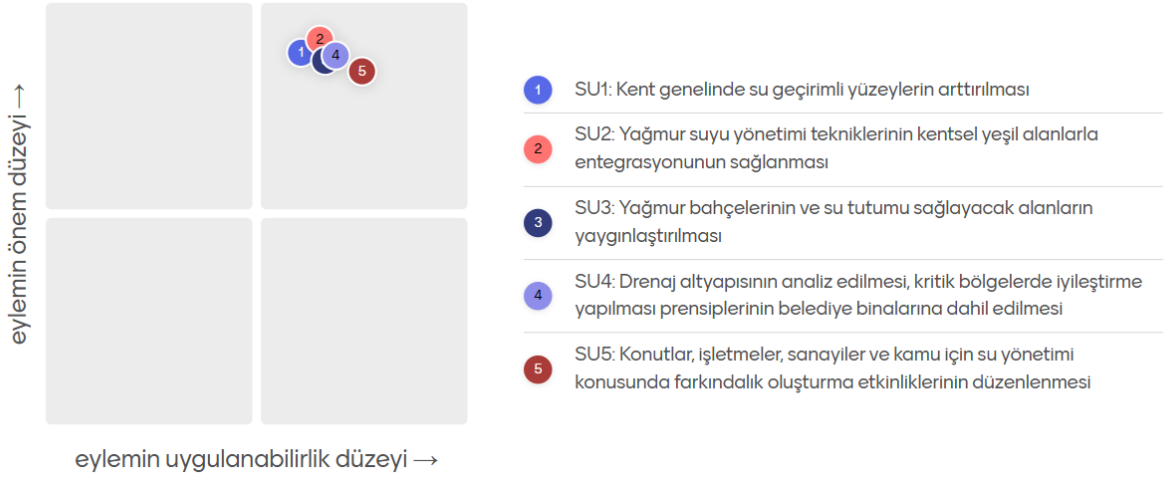 eylemin önem düzeyi →
1
2
4
5
eylemin uygulanabilirlik düzeyi →
1
SU1: Kent genelinde su geçirimli yüzeylerin arttırılması
2
SU2: Yağmur suyu yönetimi tekniklerinin kentsel yeşil alanlarla
entegrasyonunun sağlanması
3
SU3: Yağmur bahçelerinin ve su tutumu sağlayacak alanların
yaygınlaştırılması
4
SU4: Drenaj altyapısının analiz edilmesi, kritik bölgelerde iyileştirme
yapılması prensiplerinin belediye binalarına dahil edilmesi
5
SU5: Konutlar, işletmeler, sanayiler ve kamu için su yönetimi
konusunda farkındalık oluşturma etkinliklerinin düzenlenmesi